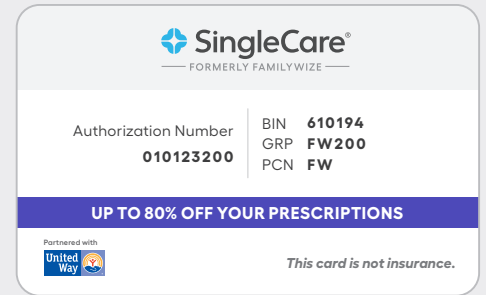 SingleCare®
FORMERLY FAMILYWIZE
Authorization Number
010123200
BIN 610194
GRP FW200
PCN FW
UP TO 80% OFF YOUR PRESCRIPTIONS
Partnered with
United
Way
This card is not insurance.